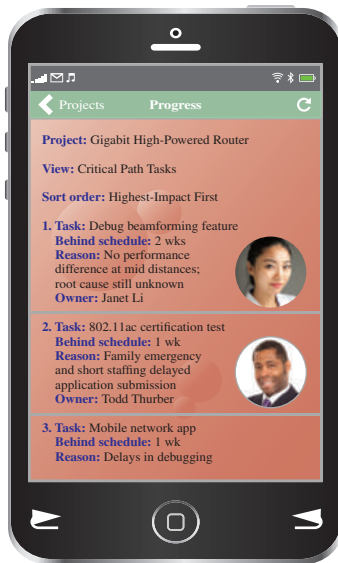 Projects Progress
Project: Gigabit High-Powered Router
View: Critical Path Tasks
Sort order: Highest-Impact First
1. Task: Debug beamforming feature
Behind schedule: 2 wks
Reason: No performance
difference at mid distances;
root cause still unknown
Owner: Janet Li
2. Task: 802.11ac certification test
Behind schedule: 1 wk
Reason: Family emergency
and short staffing delayed
application submission
Owner: Todd Thurber
3. Task: Mobile network app
Behind schedule: 1 wk
Reason: Delays in debugging